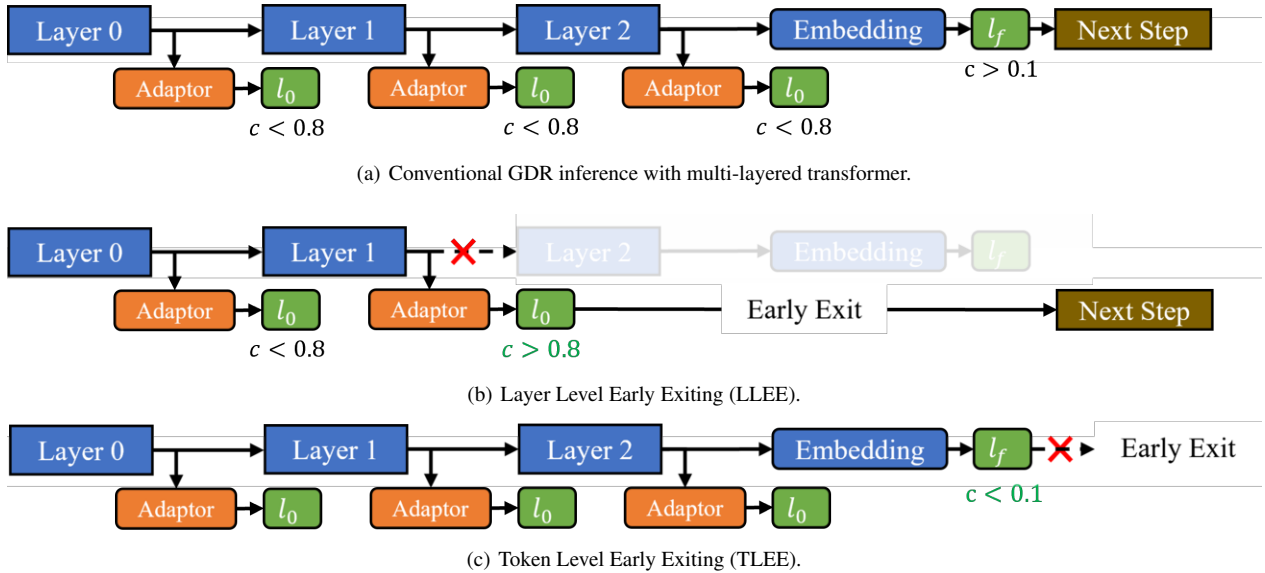 Layer 0 Layer 1 Layer 2 Embedding l_f Next Step
c > 0.1
Adaptor l_0 Adaptor l_0 Adaptor l_0
c < 0.8 c < 0.8 c < 0.8
(a) Conventional GDR inference with multi-layered transformer.
Layer 0 Layer 1 Layer 2 Embedding l_f
Adaptor l_0 Adaptor l_0 Early Exit Next Step
c < 0.8 c > 0.8
(b) Layer Level Early Exiting (LLEE).
Layer 0 Layer 1 Layer 2 Embedding l_f Early Exit
c < 0.1
Adaptor l_0 Adaptor l_0 Adaptor l_0
(c) Token Level Early Exiting (TLEE).